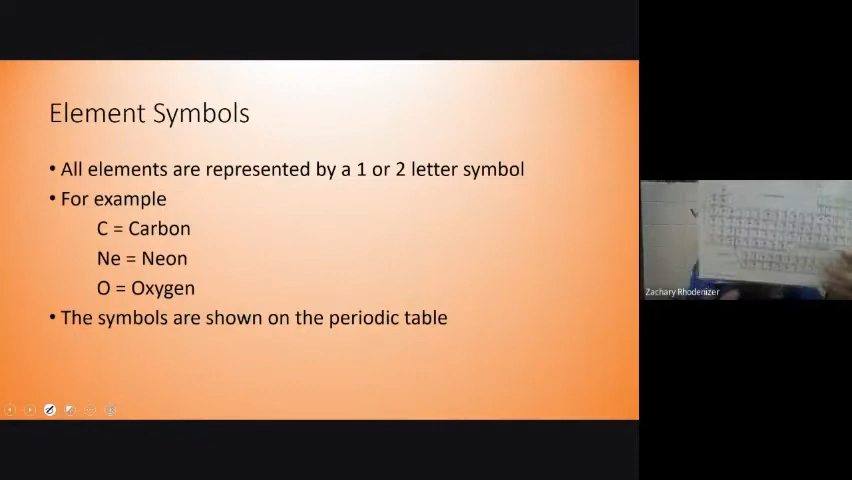 Element Symbols
• All elements are represented by a 1 or 2 letter symbol
• For example
C = Carbon
Ne = Neon
O = Oxygen
• The symbols are shown on the periodic table
Zachary Rhodenizer